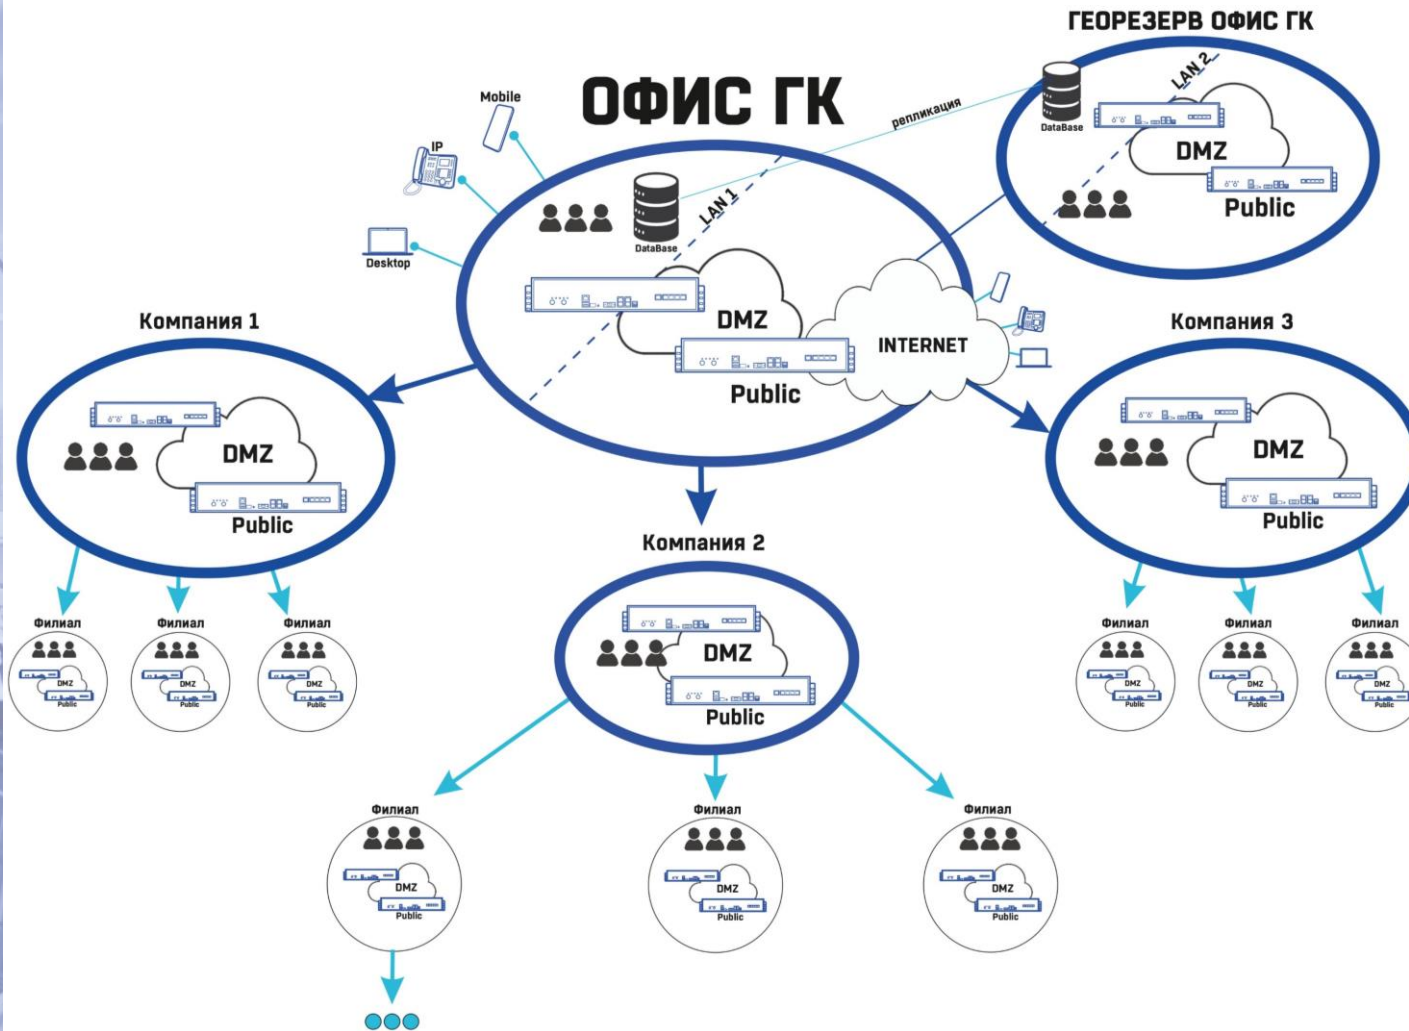 ГЕОРЕЗЕРВ ОФИС ГК
ОФИС ГК
Mobile
IP
Desktop
репликация
DataBase
LAN 1
DMZ
Public
INTERNET
DataBase
LAN 2
DMZ
Public
Компания 1
DMZ
Public
Компания 3
DMZ
Public
Компания 2
DMZ
Public
Филиал
DMZ
Public
Филиал
DMZ
Public
Филиал
DMZ
Public
Филиал
DMZ
Public
Филиал
DMZ
Public
Филиал
DMZ
Public
Филиал
DMZ
Public
Филиал
DMZ
Public
Филиал
DMZ
Public